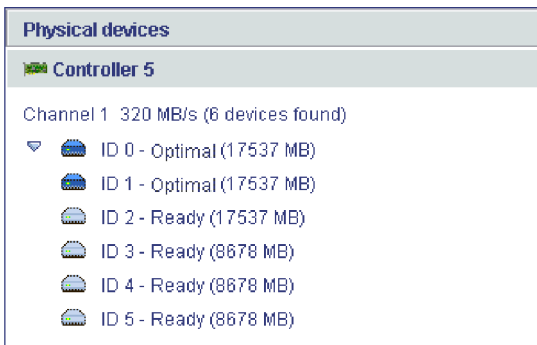 Physical devices
Controller 5
Channel 1 320 MB/s (6 devices found)
ID 0 - Optimal (17537 MB)
ID 1 - Optimal (17537 MB)
ID 2 - Ready (17537 MB)
ID 3 - Ready (8678 MB)
ID 4 - Ready (8678 MB)
ID 5 - Ready (8678 MB)